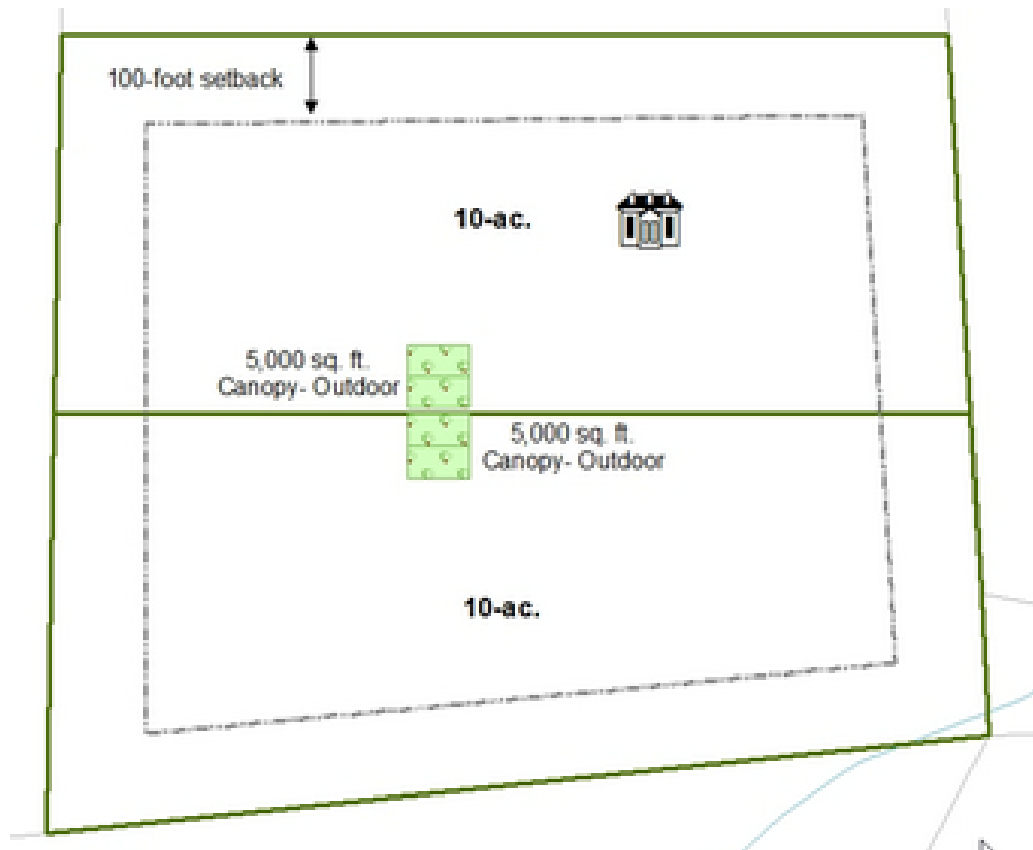 100-foot setback
10-ac.
5,000 sq. ft.
Canopy- Outdoor
5,000 sq. ft.
Canopy- Outdoor
10-ac.